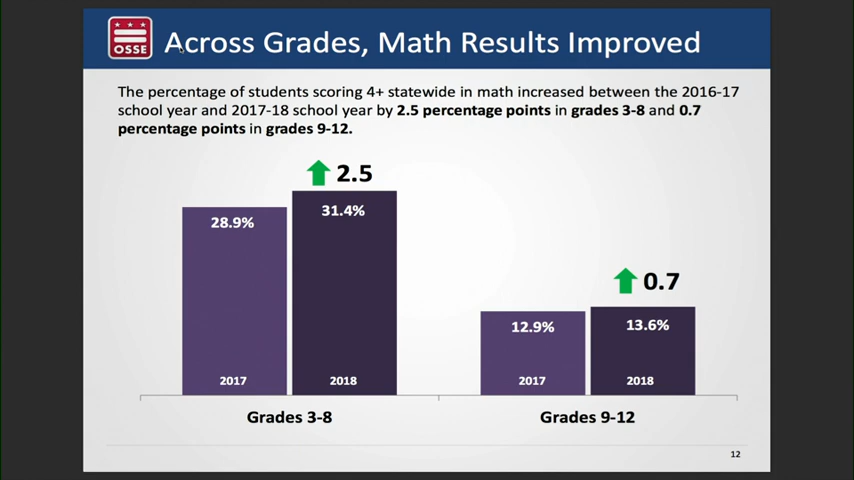 OSSE
Across Grades, Math Results Improved
The percentage of students scoring 4+ statewide in math increased between the 2016-17
school year and 2017-18 school year by 2.5 percentage points in grades 3-8 and 0.7
percentage points in grades 9-12.
2.5
28.9%
31.4%
2017
2018
Grades 3-8
0.7
12.9%
13.6%
2017
2018
Grades 9-12
12